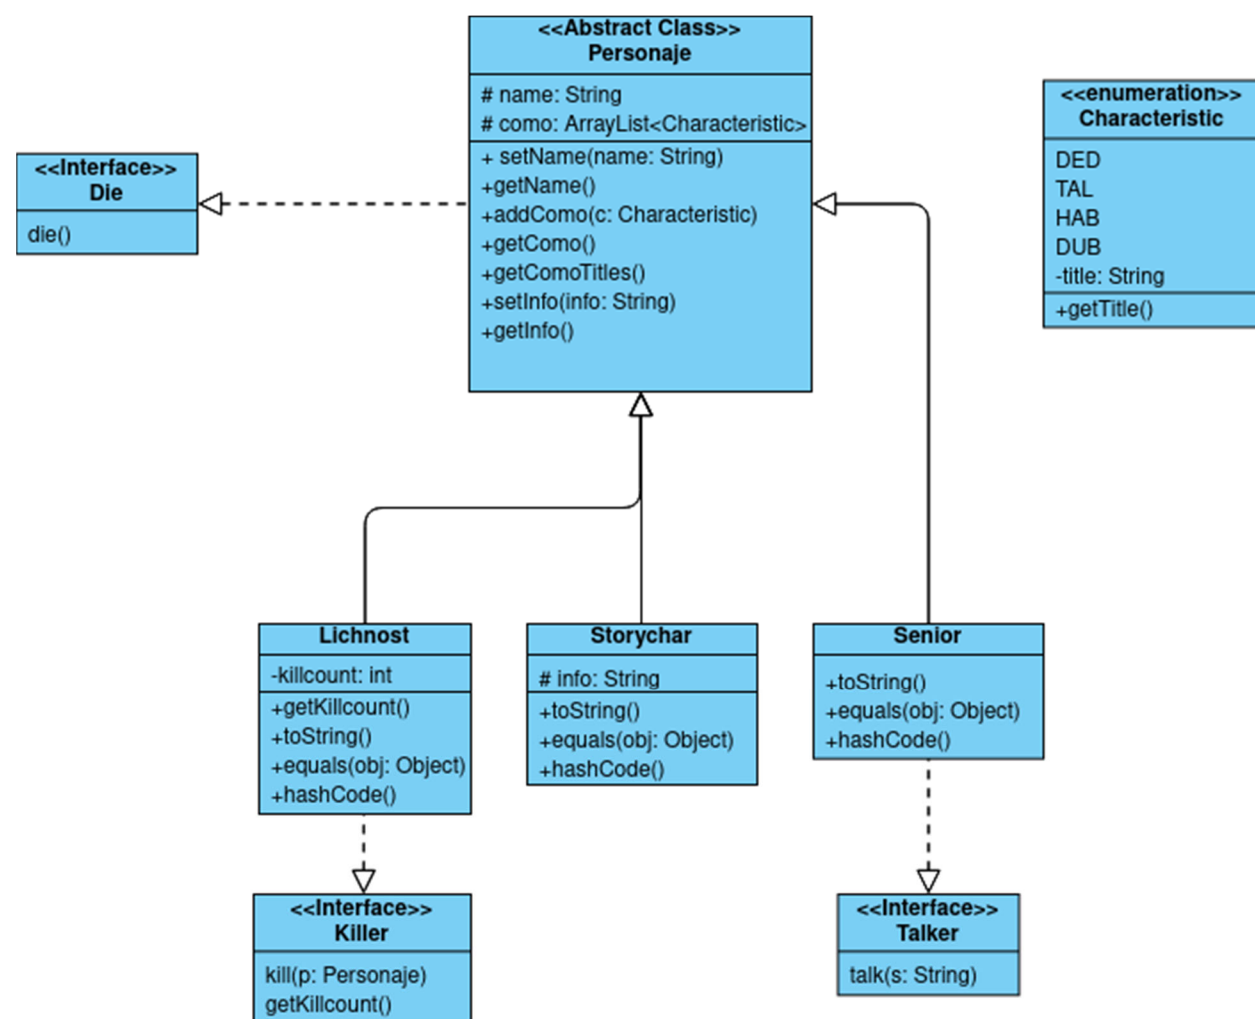 <<Abstract Class>>
Personaje
# name: String
# como: ArrayList<Characteristic>
+ setName(name: String)
+getName()
+addComo(c: Characteristic)
+getComo()
+getComoTitles()
+setInfo(info: String)
+getInfo()
<<enumeration>>
Characteristic
DED
TAL
HAB
DUB
-title: String
+getTitle()
<<Interface>>
Die
die()
Lichnost
-killcount: int
+getKillcount()
+toString()
+equals(obj: Object)
+hashCode()
Storychar
# info: String
+toString()
+equals(obj: Object)
+hashCode()
Senior
+toString()
+equals(obj: Object)
+hashCode()
<<Interface>>
Killer
kill(p: Personaje)
getKillcount()
<<Interface>>
Talker
talk(s: String)